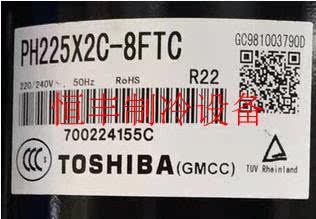 PH225X2C-8FTC
GC981003790D
220/240V~ 50Hz RoHS R22
恒丰制冷设备
700224155C
CCC TOSHIBA (GMCC)
TUV Rheinland